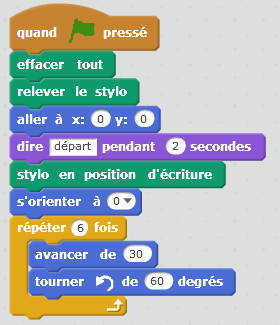 quand pressé
effacer tout
relever le stylo
aller à x: 0 y: 0
dire départ pendant 2 secondes
stylo en position d'écriture
s'orienter à 0
répéter 6 fois
avancer de 30
tourner de 60 degrés